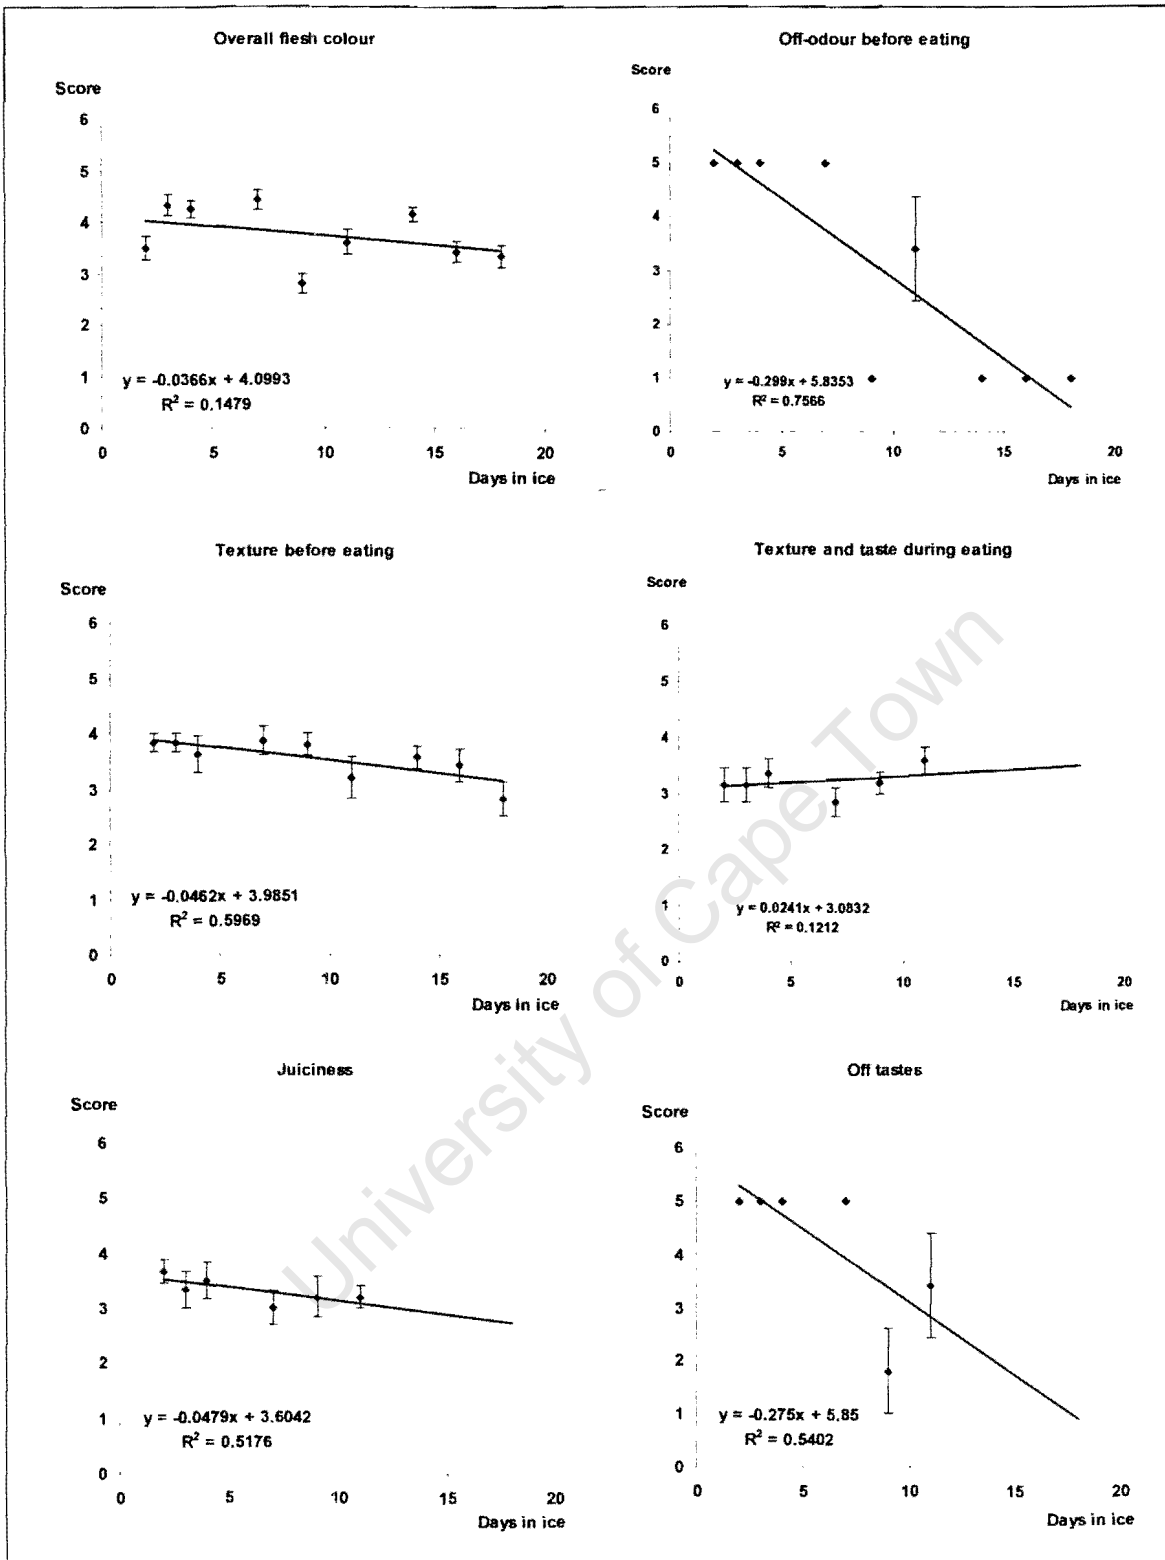 Overall flesh colour
Score
6
5
4
3
2
1
0
y = -0.0366x + 4.0993
R² = 0.1479
0 5 10 15 20
Days in ice
Off-odour before eating
Score
6
5
4
3
2
1
0
y = -0.299x + 5.8353
R² = 0.7566
0 5 10 15 20
Days in ice
Texture before eating
Score
6
5
4
3
2
1
0
y = -0.0462x + 3.9851
R² = 0.5969
0 5 10 15 20
Days in ice
Texture and taste during eating
Score
6
5
4
3
2
1
0
y = 0.0241x + 3.0832
R² = 0.1212
0 5 10 15 20
Days in ice
Juiciness
Score
6
5
4
3
2
1
0
y = -0.0479x + 3.6042
R² = 0.5176
0 5 10 15 20
Days in ice
Off tastes
Score
6
5
4
3
2
1
0
y = -0.275x + 5.85
R² = 0.5402
0 5 10 15 20
Days in ice
University of Cape Town